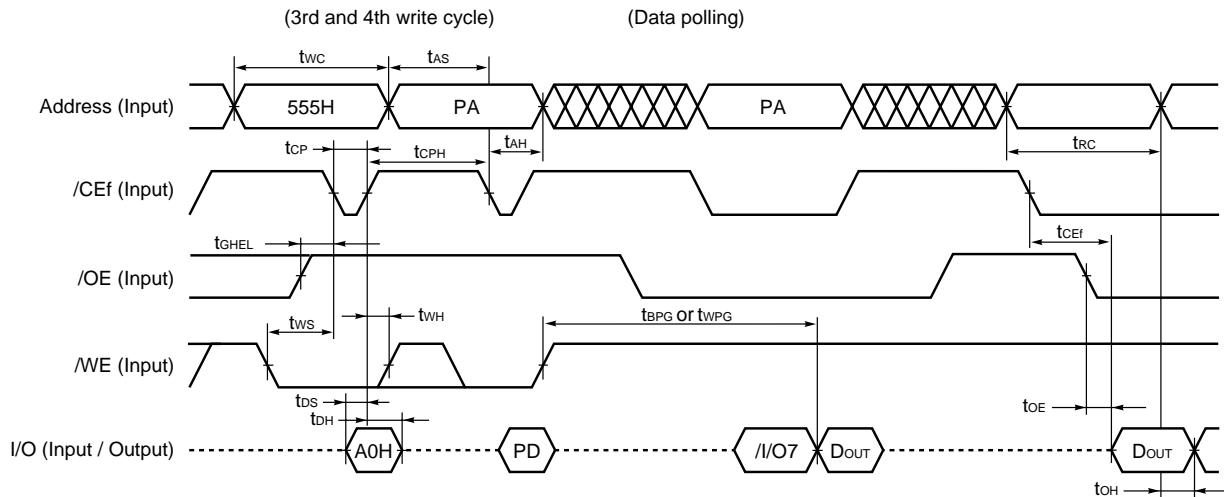 (3rd and 4th write cycle) (Data polling)
tWC tAS
Address (Input) 555H PA PA
tCP tCPH tAH tRC
/CEf (Input)
tGHEL tCEf
/OE (Input)
tWS tWH tBPG or tWPG
/WE (Input)
tDS tOE
tDH
I/O (Input / Output) A0H PD /I/O7 DOUT DOUT
tOH